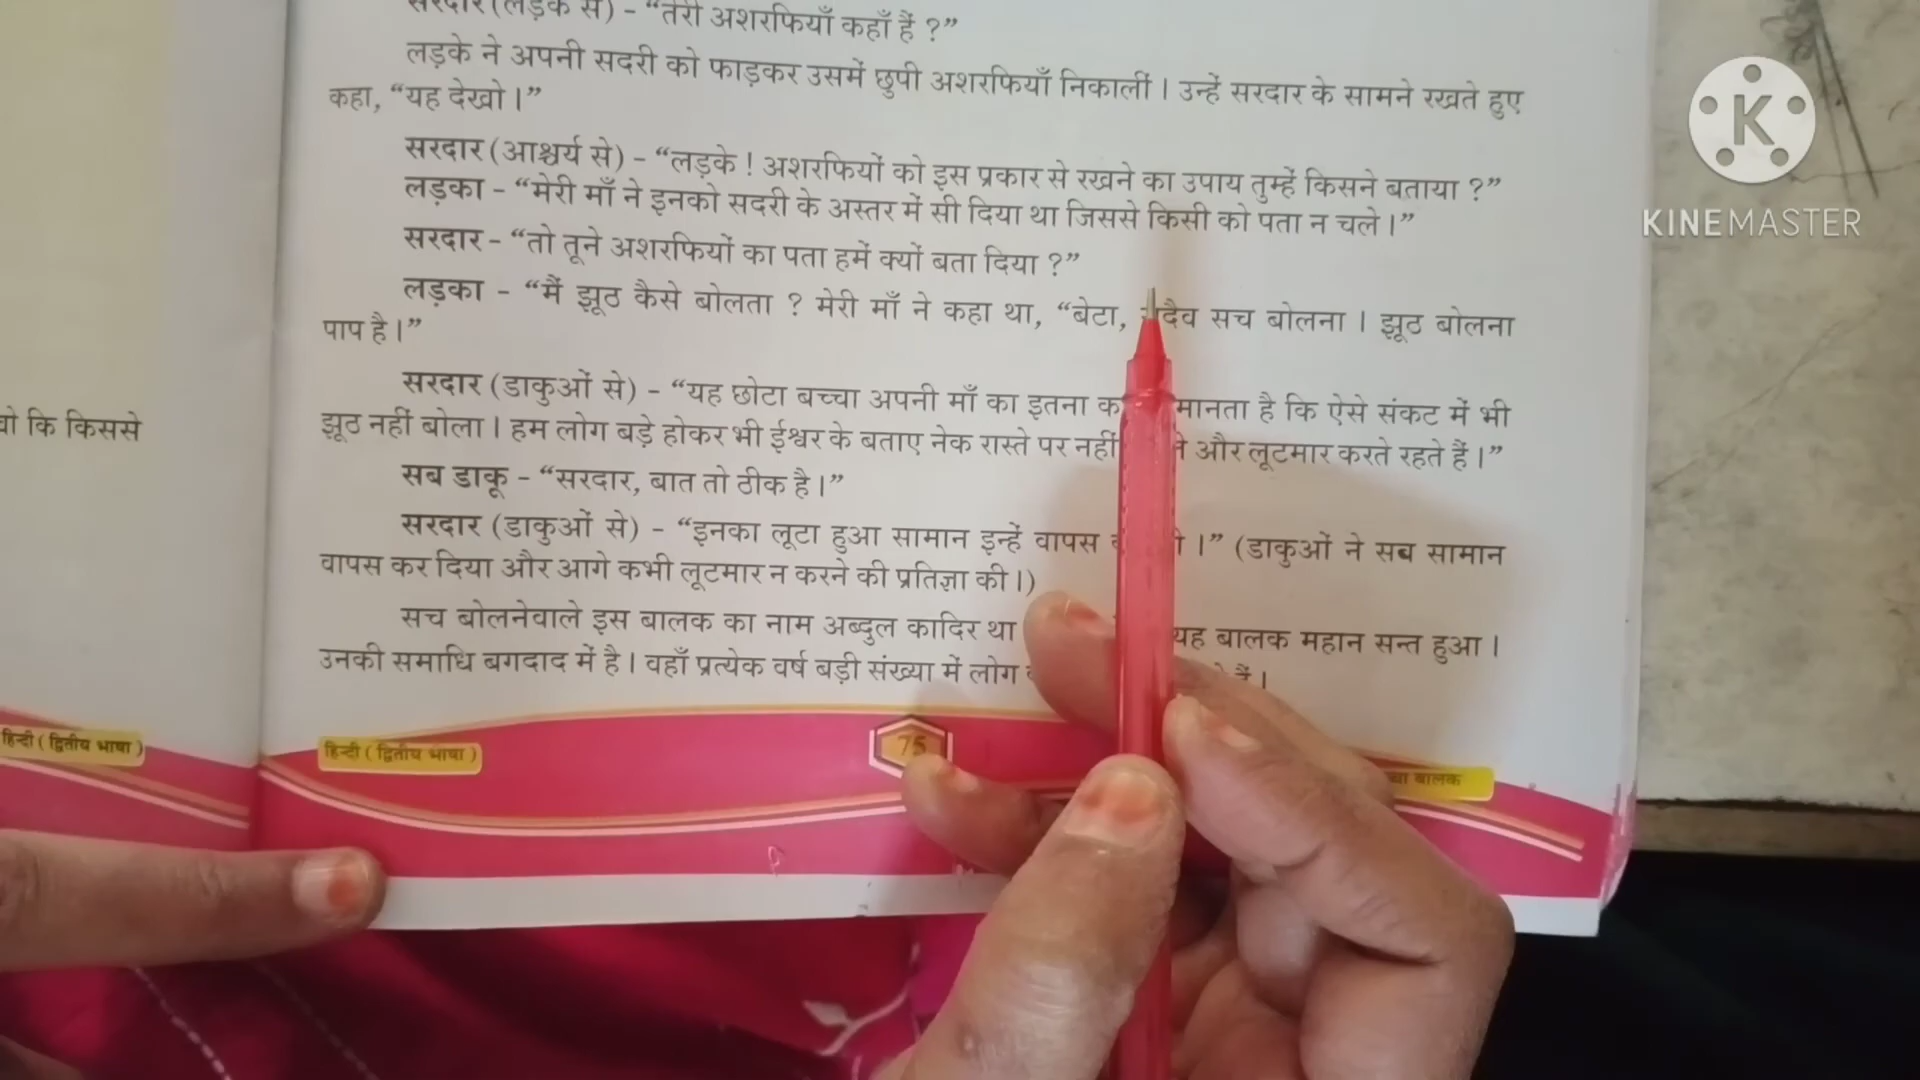 सरदार (लड़के से) - “तेरी अशरफियाँ कहाँ हैं ?”
लड़के ने अपनी सदरी को फाड़कर उसमें छुपी अशरफियाँ निकालीं । उन्हें सरदार के सामने रखते हुए
कहा, “यह देखो ।”
सरदार (आश्चर्य से) - “लड़के ! अशरफियों को इस प्रकार से रखने का उपाय तुम्हें किसने बताया ?”
लड़का - “मेरी माँ ने इनको सदरी के अस्तर में सी दिया था जिससे किसी को पता न चले ।”
सरदार - “तो तूने अशरफियों का पता हमें क्यों बता दिया ?”
लड़का - “मैं झूठ कैसे बोलता ? मेरी माँ ने कहा था, “बेटा, सदैव सच बोलना । झूठ बोलना
पाप है ।”
सरदार (डाकुओं से) - “यह छोटा बच्चा अपनी माँ का इतना मानता है कि ऐसे संकट में भी
झूठ नहीं बोला । हम लोग बड़े होकर भी ईश्वर के बताए नेक रास्ते पर नहीं और लूटमार करते रहते हैं ।”
सब डाकू - “सरदार, बात तो ठीक है ।”
सरदार (डाकुओं से) - “इनका लूटा हुआ सामान इन्हें वापस ।” (डाकुओं ने सब सामान
वापस कर दिया और आगे कभी लूटमार न करने की प्रतिज्ञा की ।)
सच बोलनेवाले इस बालक का नाम अब्दुल कादिर था यह बालक महान सन्त हुआ ।
उनकी समाधि बगदाद में है । वहाँ प्रत्येक वर्ष बड़ी संख्या में लोग हैं ।
कि किससे
हिन्दी ( द्वितीय भाषा )
हिन्दी ( द्वितीय भाषा )
75
बालक
K
KINEMASTER